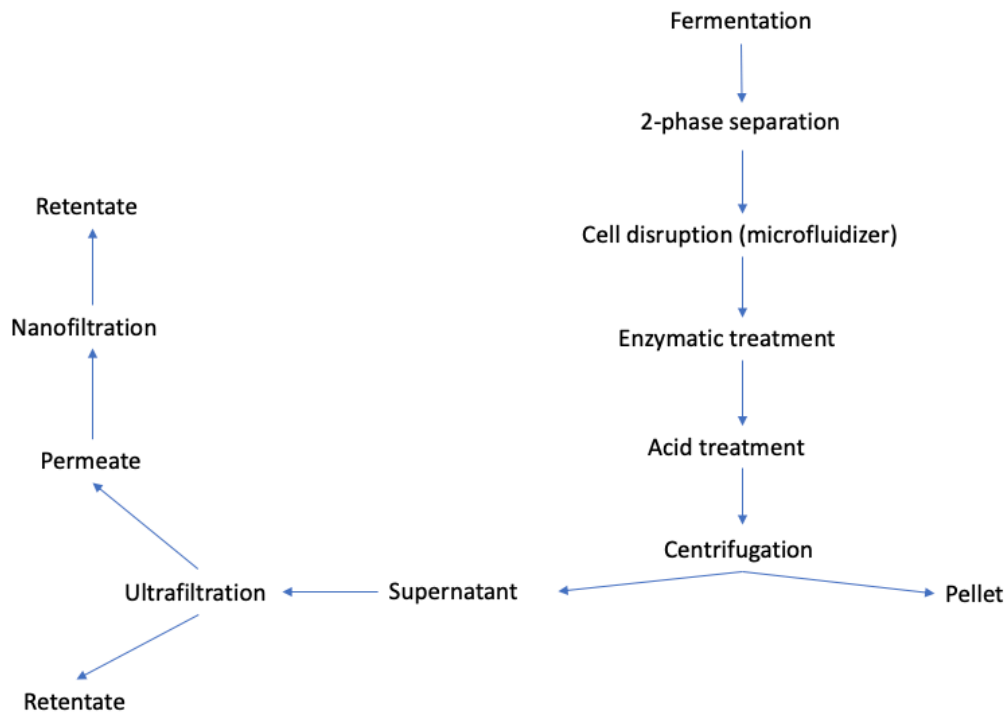 Fermentation
2-phase separation
Cell disruption (microfluidizer)
Enzymatic treatment
Acid treatment
Centrifugation
Pellet
Supernatant
Ultrafiltration
Retentate
Permeate
Nanofiltration
Retentate